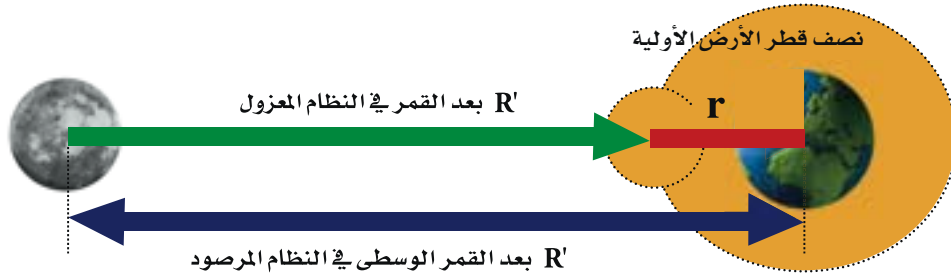 نصف قطر الأرض الأولية
R' بعد القمر في النظام المعزول
r
R' بعد القمر الوسطى في النظام المرصود